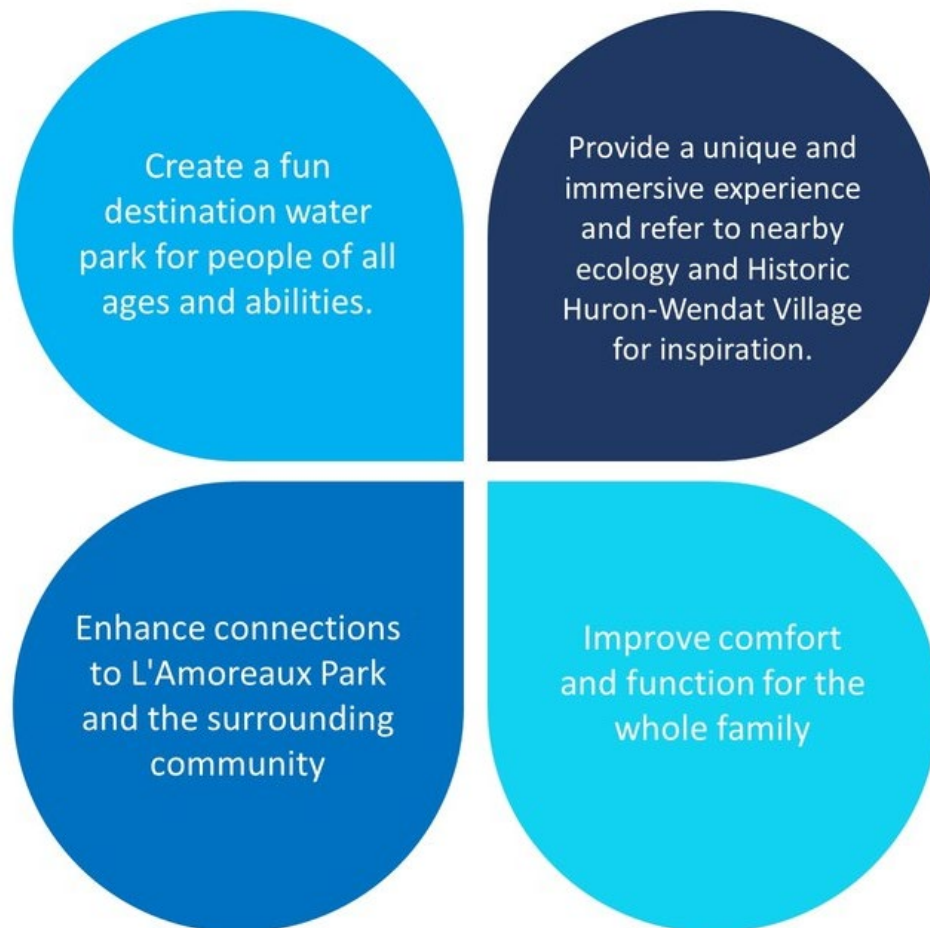 Create a fun
destination water
park for people of all
ages and abilities.
Provide a unique and
immersive experience
and refer to nearby
ecology and Historic
Huron-Wendat Village
for inspiration.
Enhance connections
to L'Amoreaux Park
and the surrounding
community
Improve comfort
and function for the
whole family